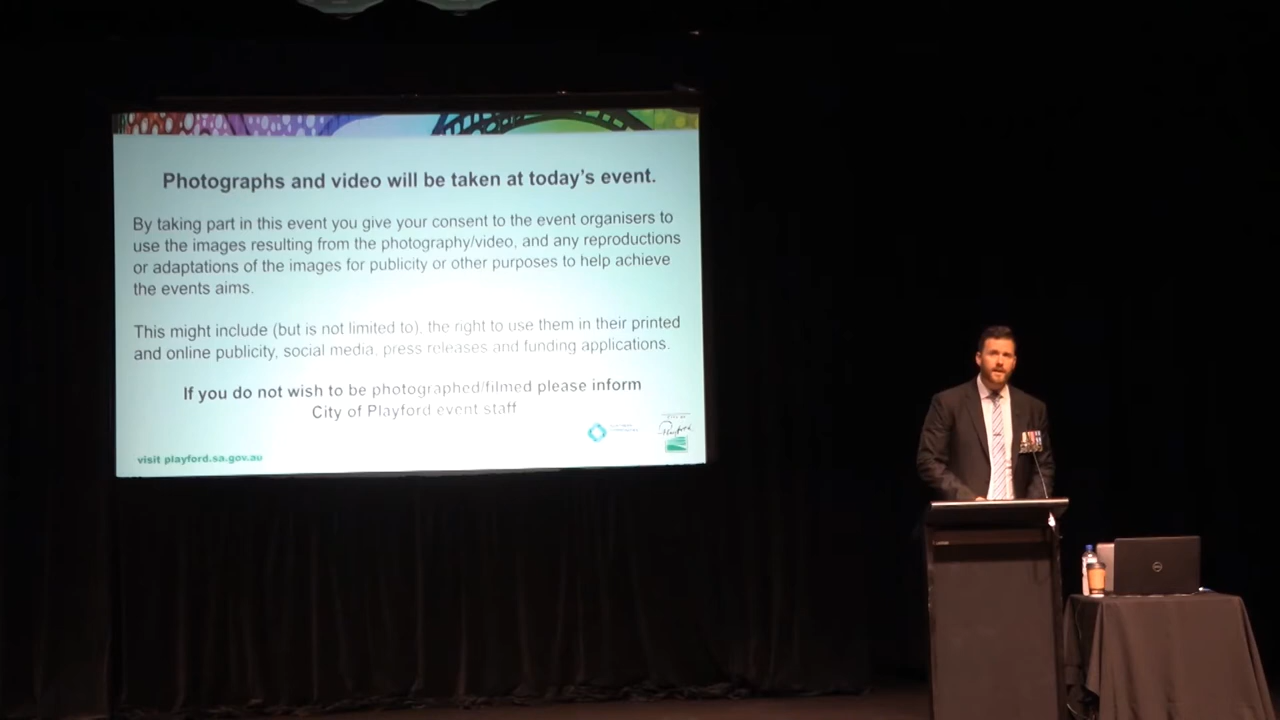 Photographs and video will be taken at today's event.
By taking part in this event you give your consent to the event organisers to
use the images resulting from the photography/video, and any reproductions
or adaptations of the images for publicity or other purposes to help achieve
the events aims.
This might include (but is not limited to), the right to use them in their printed
and online publicity, social media, press releases and funding applications.
If you do not wish to be photographed/filmed please inform
City of Playford event staff
Playford
visit playford.sa.gov.au
DELL